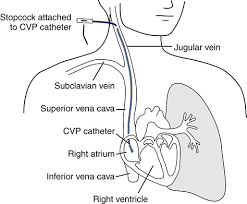 Stopcock attached
to CVP catheter
Jugular vein
Subclavian vein
Superior vena cava
CVP catheter
Right atrium
Inferior vena cava
Right ventricle